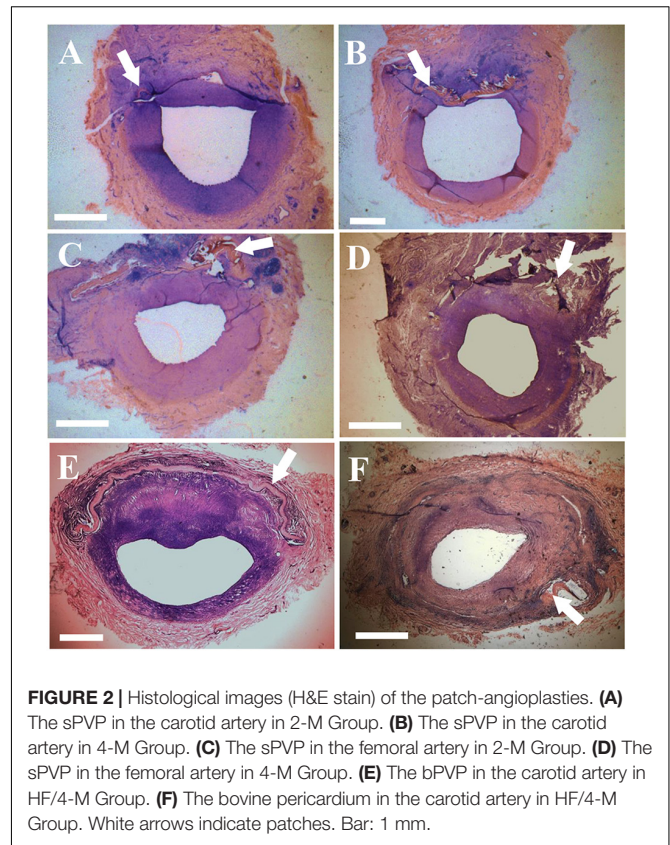 A
B
C
D
E
F
FIGURE 2 | Histological images (H&E stain) of the patch-angioplasties. (A)
The sPVP in the carotid artery in 2-M Group. (B) The sPVP in the carotid
artery in 4-M Group. (C) The sPVP in the femoral artery in 2-M Group. (D) The
sPVP in the femoral artery in 4-M Group. (E) The bPVP in the carotid artery in
HF/4-M Group. (F) The bovine pericardium in the carotid artery in HF/4-M
Group. White arrows indicate patches. Bar: 1 mm.